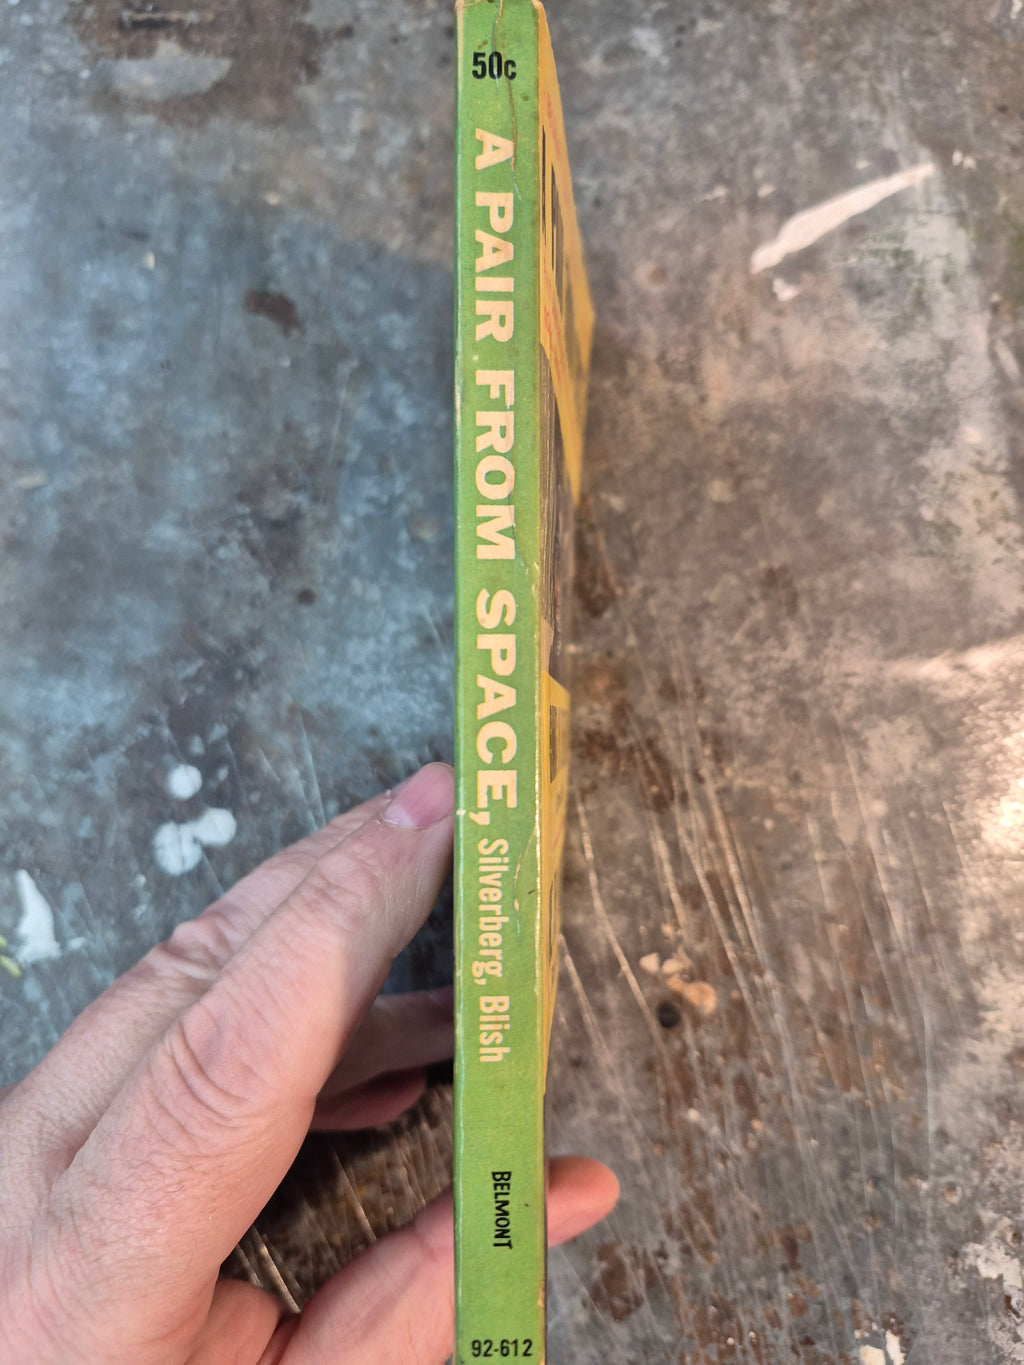 50c
A PAIR FROM SPACE, Silverberg, Blish
BELMONT
92-612